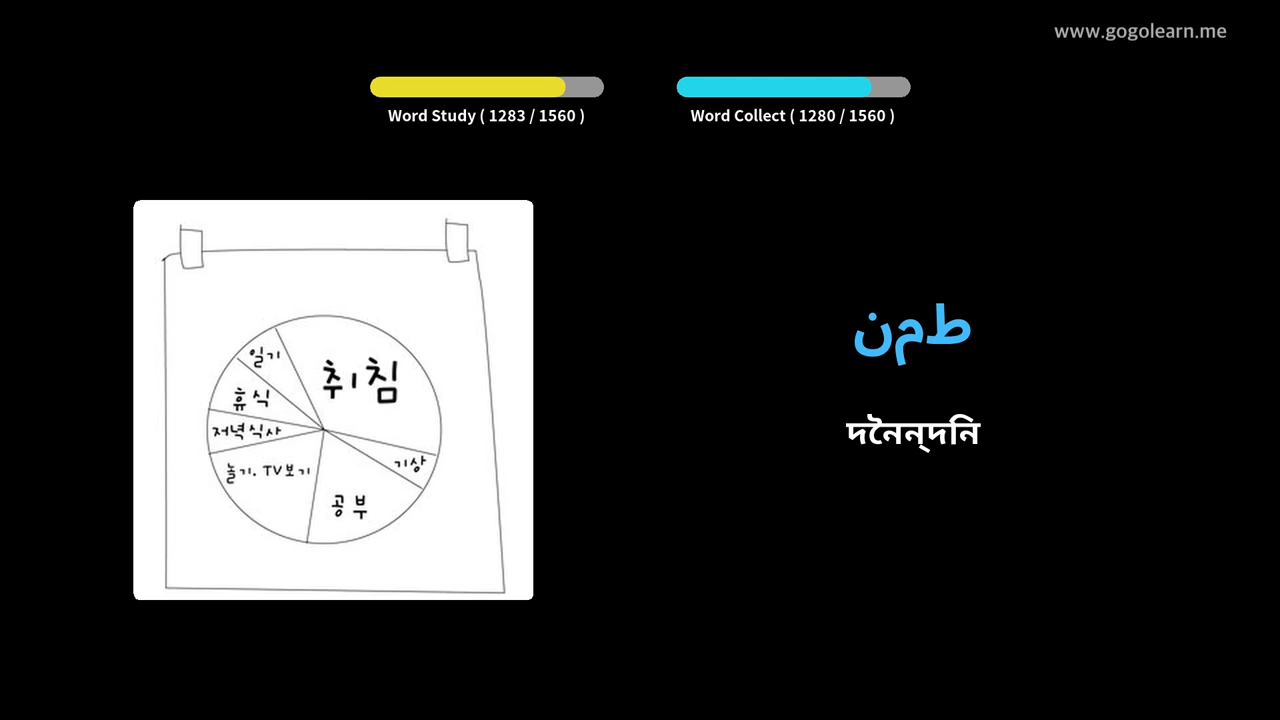 www.gogolearn.me
Word Study ( 1283 / 1560 )
Word Collect ( 1280 / 1560 )
취침
일기
휴식
저녁식사
놀기. TV보기
공부
기상
طمن
দনৈন্‌দনি